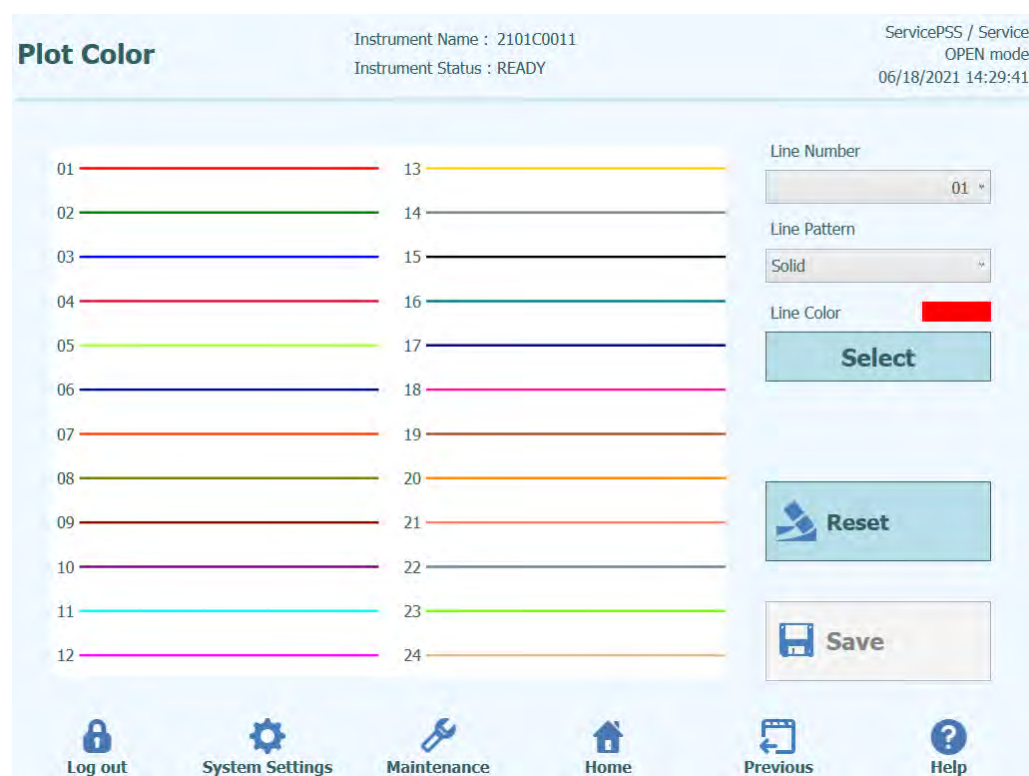 Plot Color
Instrument Name : 2101C0011
Instrument Status : READY
ServicePSS / Service
OPEN mode
06/18/2021 14:29:41
01
02
03
04
05
06
07
08
09
10
11
12
13
14
15
16
17
18
19
20
21
22
23
24
Line Number
01
Line Pattern
Solid
Line Color
Select
Reset
Save
Log out
System Settings
Maintenance
Home
Previous
Help